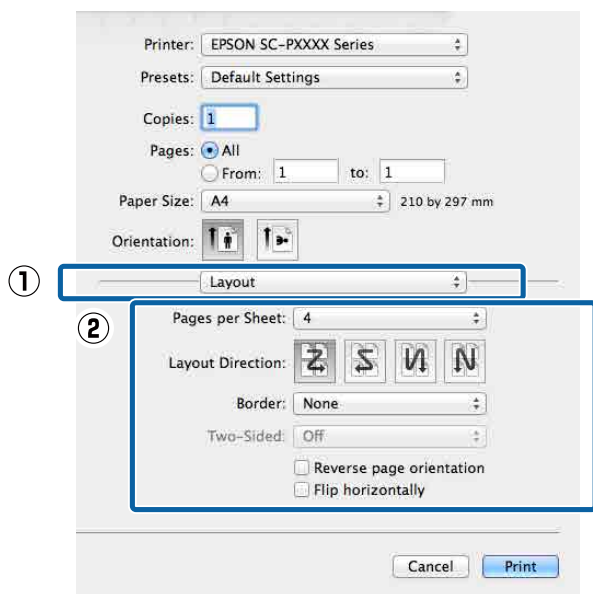 Printer: EPSON SC-PXXXX Series
Presets: Default Settings
Copies: 1
Pages: All
From: 1 to: 1
Paper Size: A4 210 by 297 mm
Orientation:
① Layout
②
Pages per Sheet: 4
Layout Direction:
Border: None
Two-Sided: Off
Reverse page orientation
Flip horizontally
Cancel Print